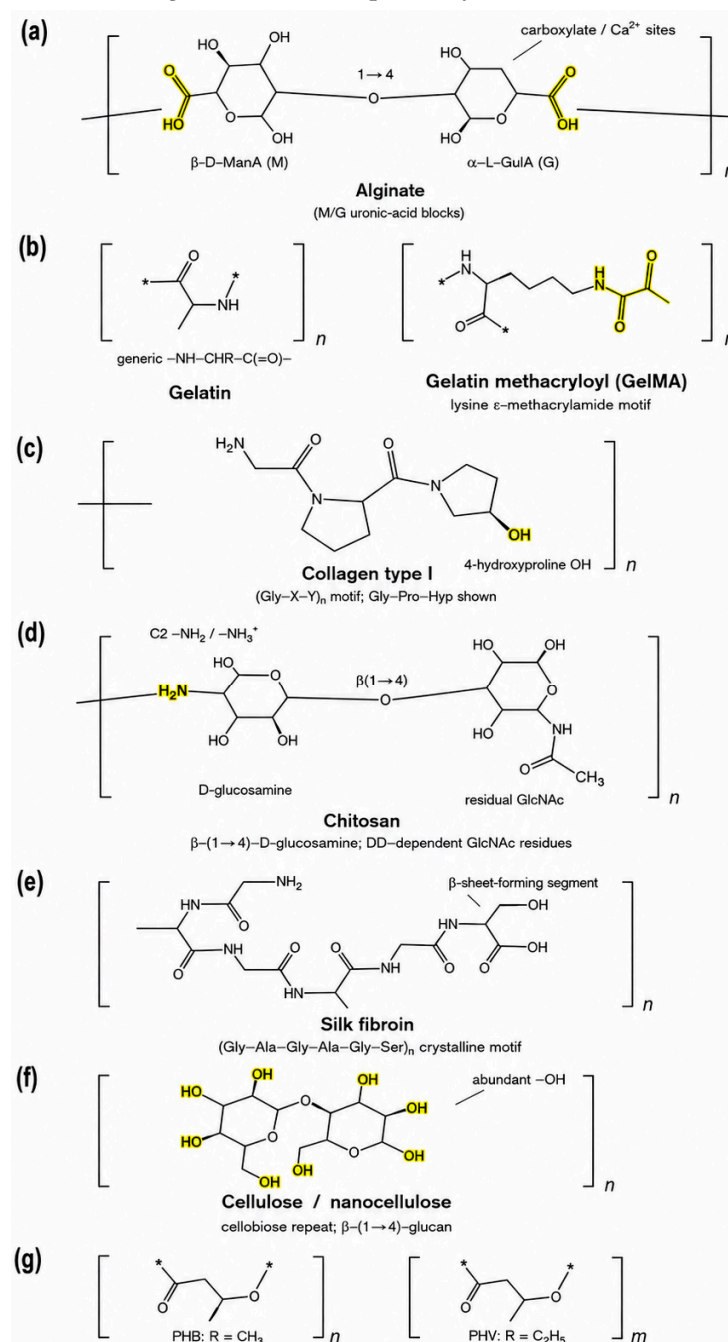 (a)
OH
HO
OH
carboxylate / Ca²⁺ sites
O
HO
1→4
O
HO
O
OH
O
HO
O
OH
β–D–ManA (M)
α–L–GulA (G)
n
Alginate
(M/G uronic-acid blocks)
(b)
O
*
*
NH
n
generic –NH–CHR–C(=O)–
Gelatin
H
N
*
O
*
H
N
O
O
n
Gelatin methacryloyl (GelMA)
lysine ε–methacrylamide motif
(c)
H₂N
O
O
N
N
OH
Collagen type I
4-hydroxyproline OH
n
(Gly–X–Y)n motif; Gly-Pro-Hyp shown
(d)
C2 –NH₂ / –NH₃⁺
HO
OH
HO
O
β(1→4)
H₂N
O
O
HO
OH
HO
NH
O
CH₃
D-glucosamine
residual GlcNAc
n
Chitosan
β–(1→4)–D-glucosamine; DD–dependent GlcNAc residues
(e)
NH₂
β-sheet-forming segment
HN
O
HN
OH
O
NH
O
O
NH
O
O
OH
HN
n
Silk fibroin
(Gly–Ala–Gly–Ala–Gly–Ser)n crystalline motif
(f)
OH
OH
abundant –OH
HO
O
OH
HO
O
HO
O
OH
OH
OH
n
Cellulose / nanocellulose
cellobiose repeat; β–(1→4)–glucan
(g)
*
*
O
O
PHB: R = CH₃
n
*
*
O
O
PHV: R = C₂H₅
m